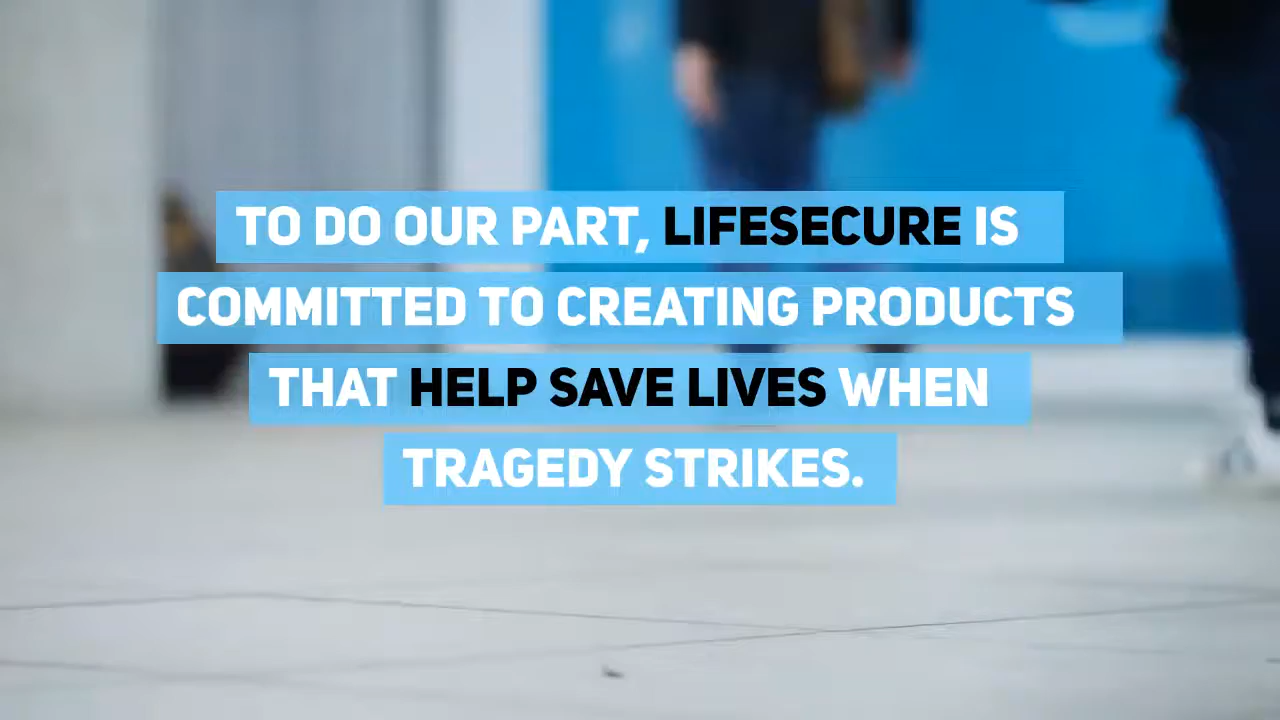 TO DO OUR PART, LIFESECURE IS
COMMITTED TO CREATING PRODUCTS
THAT HELP SAVE LIVES WHEN
TRAGEDY STRIKES.